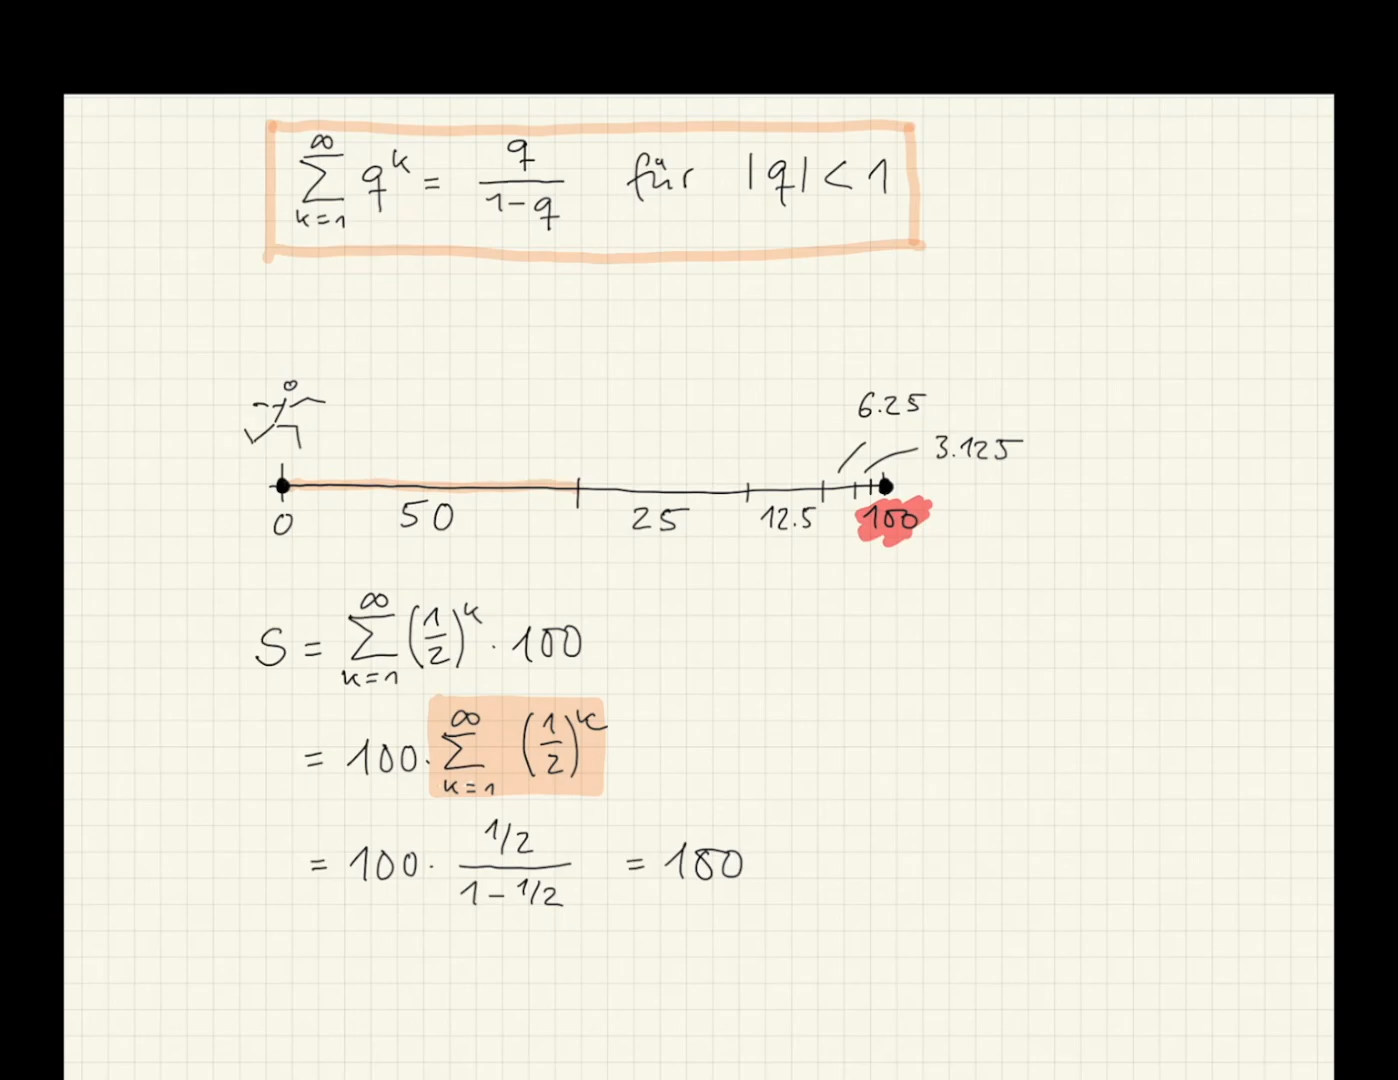 ∞ ∑ k=1 q^k = q/(1-q) für |q| < 1
6.25
3.125
0 50 25 12.5 100
S = ∞ ∑ k=1 (1/2)^k · 100
= 100 · ∞ ∑ k=1 (1/2)^k
= 100 · (1/2)/(1 - 1/2) = 100